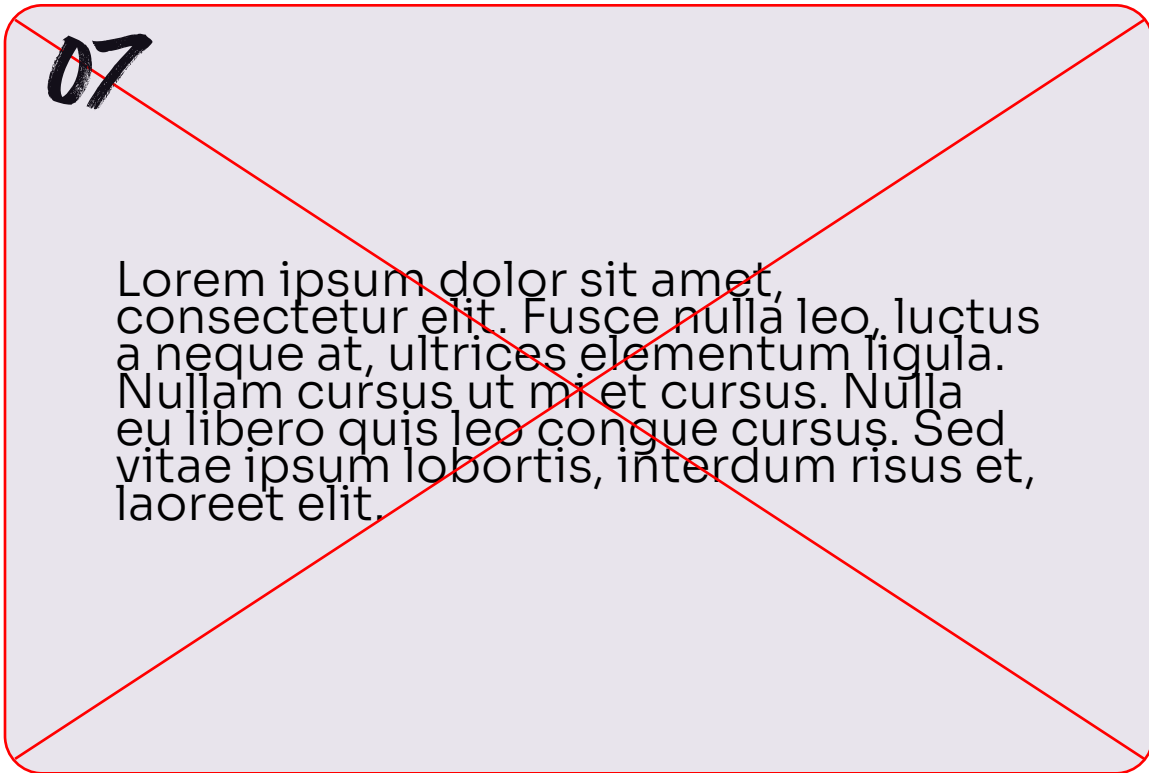 07
Lorem ipsum dolor sit amet,
consectetur elit. Fusce nulla leo, luctus
a neque at, ultrices elementum ligula.
Nullam cursus ut mi et cursus. Nulla
eu libero quis leo congue cursus. Sed
vitae ipsum lobortis, interdum risus et,
laoreet elit.